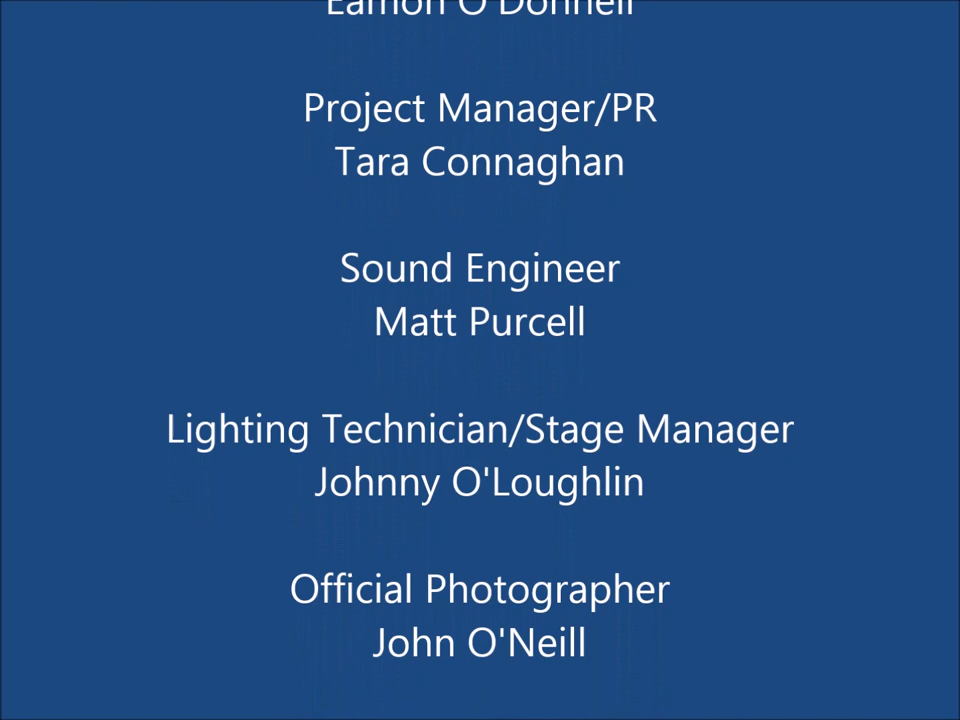 Eamon O'Donnell
Project Manager/PR
Tara Connaghan
Sound Engineer
Matt Purcell
Lighting Technician/Stage Manager
Johnny O'Loughlin
Official Photographer
John O'Neill